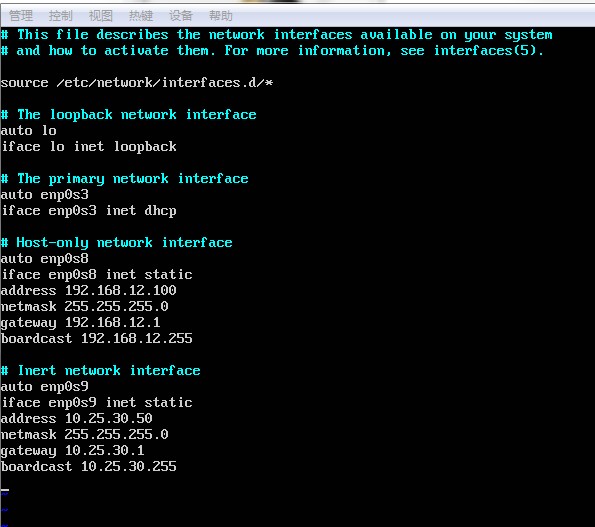 管理 控制 视图 热键 设备 帮助
# This file describes the network interfaces available on your system
# and how to activate them. For more information, see interfaces(5).
source /etc/network/interfaces.d/*
# The loopback network interface
auto lo
iface lo inet loopback
# The primary network interface
auto enp0s3
iface enp0s3 inet dhcp
# Host-only network interface
auto enp0s8
iface enp0s8 inet static
address 192.168.12.100
netmask 255.255.255.0
gateway 192.168.12.1
boardcast 192.168.12.255
# Inert network interface
auto enp0s9
iface enp0s9 inet static
address 10.25.30.50
netmask 255.255.255.0
gateway 10.25.30.1
boardcast 10.25.30.255
~
~
~